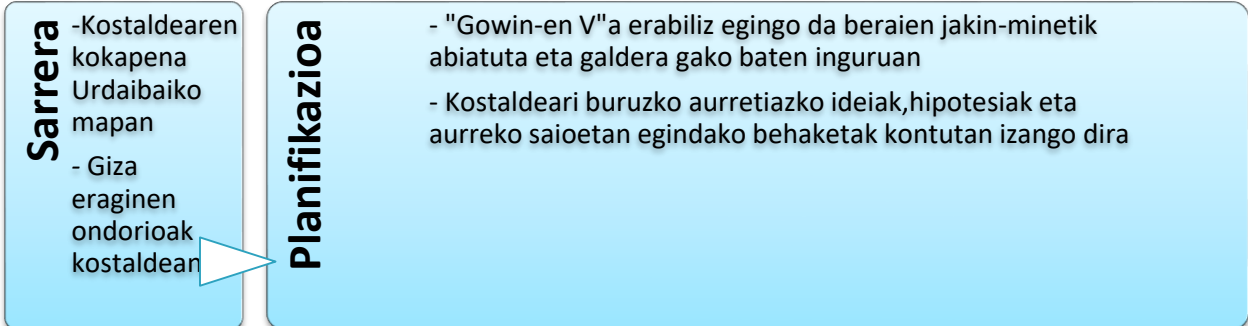 Sarrera
-Kostaldearen
kokapena
Urdaibaiko
mapan
- Giza
eraginen
ondorioak
kostaldean
Planifikazioa
- "Gowin-en V"a erabiliz egingo da beraien jakin-minetik
abiatuta eta galdera gako baten inguruan
- Kostaldeari buruzko aurretiazko ideiak,hipotesiak eta
aurreko saioetan egindako behaketak kontutan izango dira